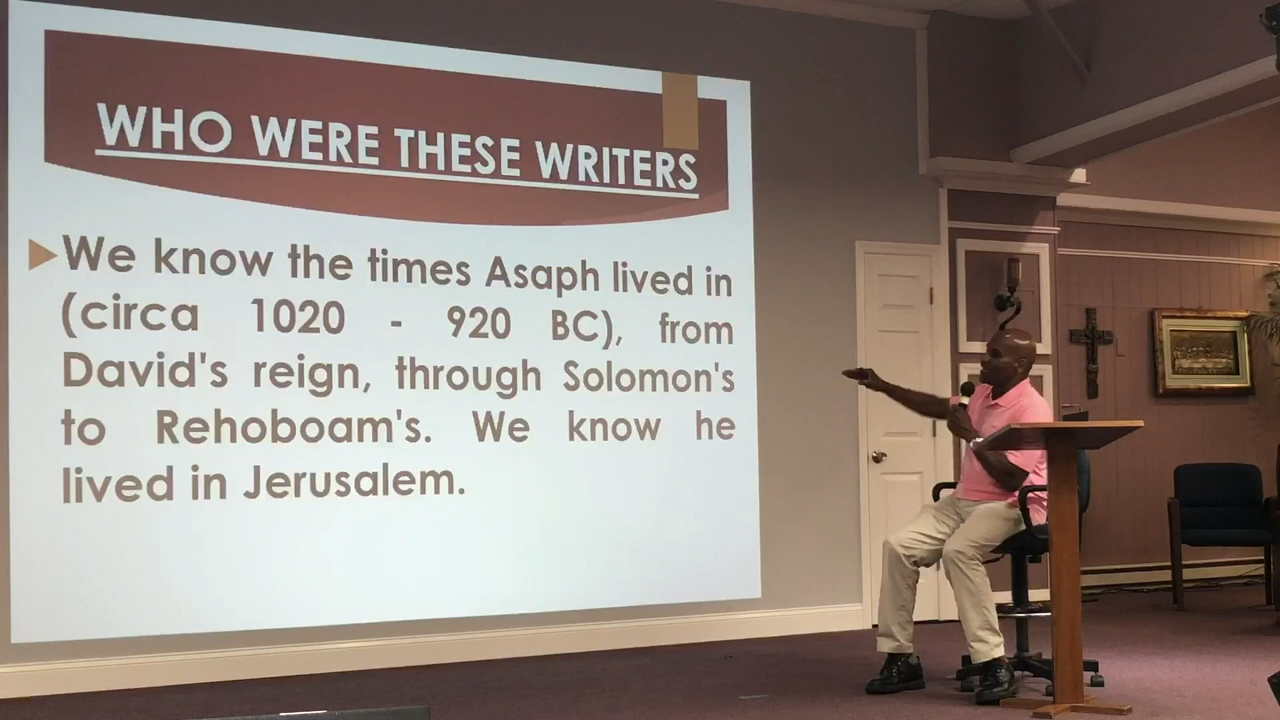 WHO WERE THESE WRITERS
We know the times Asaph lived in
(circa 1020 - 920 BC), from
David's reign, through Solomon's
to Rehoboam's. We know he
lived in Jerusalem.